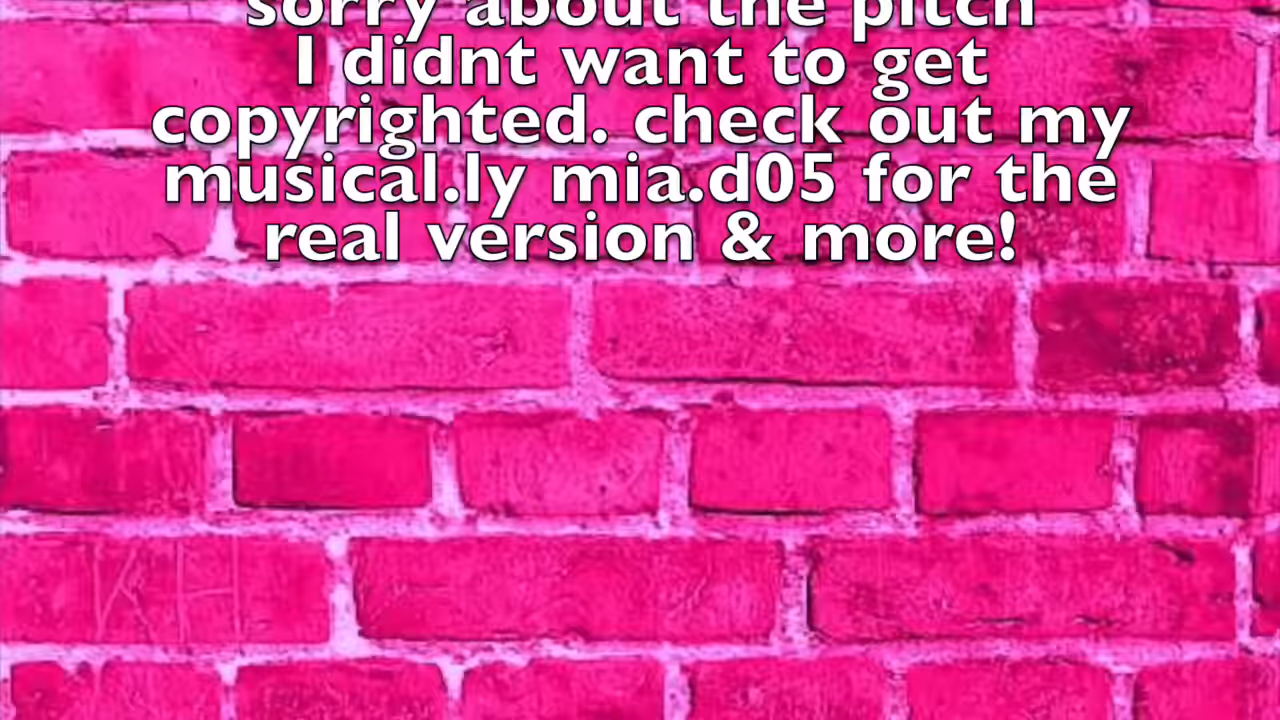 sorry about the pitch
I didnt want to get
copyrighted. check out my
musical.ly mia.d05 for the
real version & more!